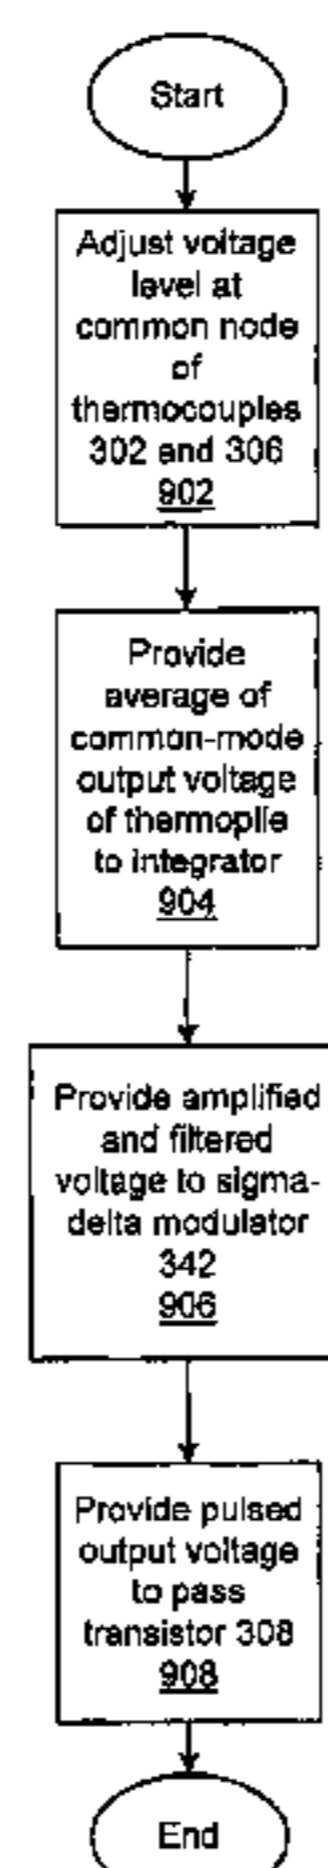 Start
Adjust voltage
level at
common node
of
thermocouples
302 and 306
902
Provide
average of
common-mode
output voltage
of thermoplie
to integrator
904
Provide amplified
and filtered
voltage to sigma-
delta modulator
342
906
Provide pulsed
output voltage
to pass
transistor 308
908
End